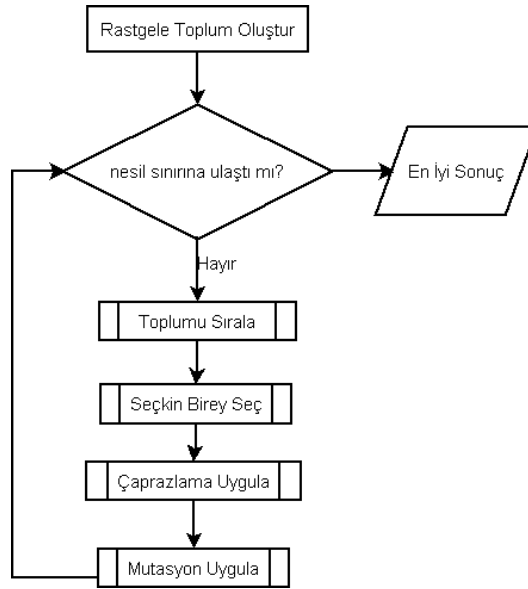 Rastgele Toplum Oluştur
nesil sınırına ulaştı mı?
En İyi Sonuç
Hayır
Toplumu Sırala
Seçkin Birey Seç
Çaprazlama Uygula
Mutasyon Uygula